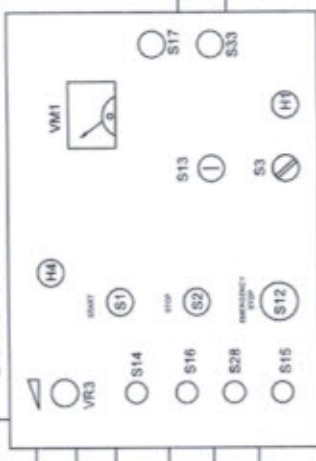 S15
S28
S16
S14
VR3
EMERGENCY
STOP
S12
STOP
S2
START
S1
H4
S3
S13
VM1
H1
S33
S17